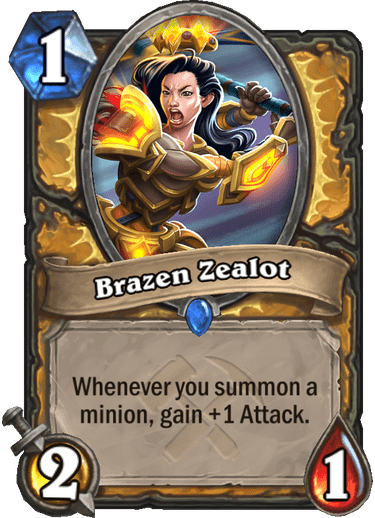 1
Brazen Zealot
Whenever you summon a
minion, gain +1 Attack.
2
1